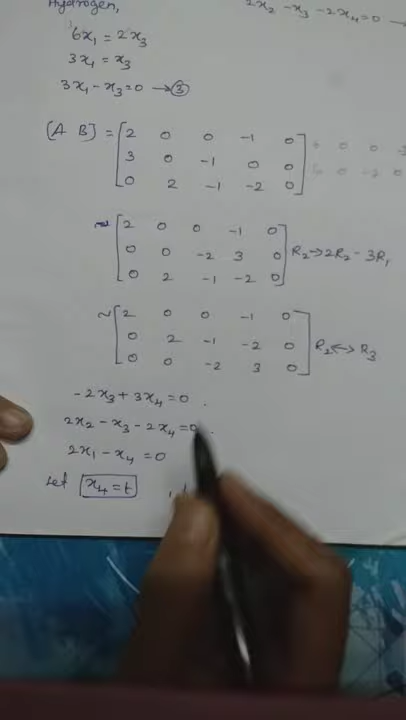 Hydrogen,
2x₂ - x₃ - 2x₄ = 0
6x₁ = 2x₃
3x₁ = x₃
3x₁ - x₃ = 0 → ③
[A B] = [2 0 0 -1 0
3 0 -1 0 0
0 2 -1 -2 0]
~ [2 0 0 -1 0
0 0 -2 3 0
0 2 -1 -2 0] R₂→2R₂ - 3R₁
~ [2 0 0 -1 0
0 2 -1 -2 0
0 0 -2 3 0] R₂↔R₃
-2x₃ + 3x₄ = 0
2x₂ - x₃ - 2x₄ = 0
2x₁ - x₄ = 0
let x₄ = t ,